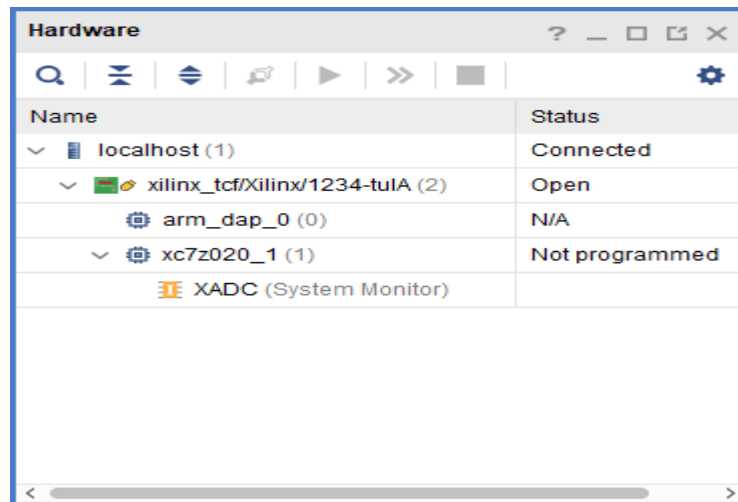 Hardware
Name Status
localhost (1) Connected
xilinx_tcf/Xilinx/1234-tulA (2) Open
arm_dap_0 (0) N/A
xc7z020_1 (1) Not programmed
XADC (System Monitor)